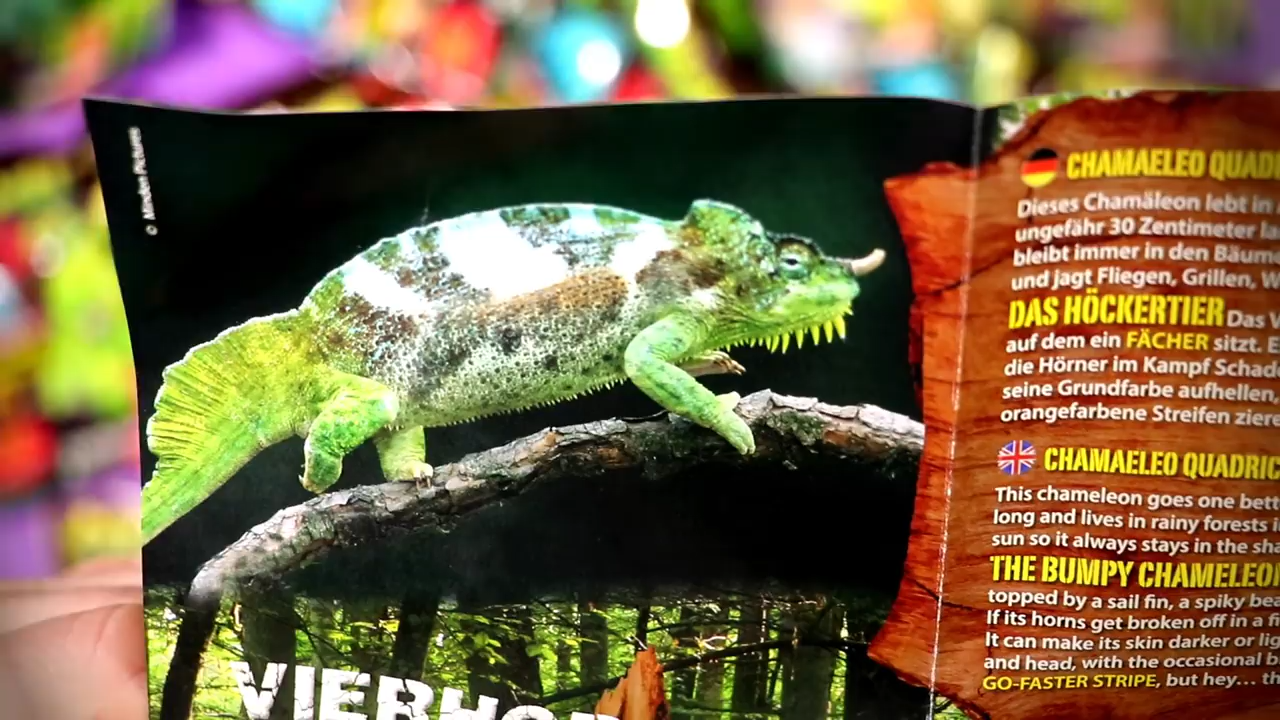 © Minden Pictures
VIERHOR
CHAMAELEO QUADR
Dieses Chamäleon lebt in
ungefähr 30 Zentimeter la
bleibt immer in den Bäume
und jagt Fliegen, Grillen, W
DAS HÖCKERTIER Das V
auf dem ein FÄCHER sitzt. E
die Hörner im Kampf Schade
seine Grundfarbe aufhellen,
orangefarbene Streifen ziere
CHAMAELEO QUADRIC
This chameleon goes one bett
long and lives in rainy forests i
sun so it always stays in the sha
THE BUMPY CHAMELEON
topped by a sail fin, a spiky bea
If its horns get broken off in a fi
It can make its skin darker or lig
and head, with the occasional b
GO-FASTER STRIPE, but hey... th